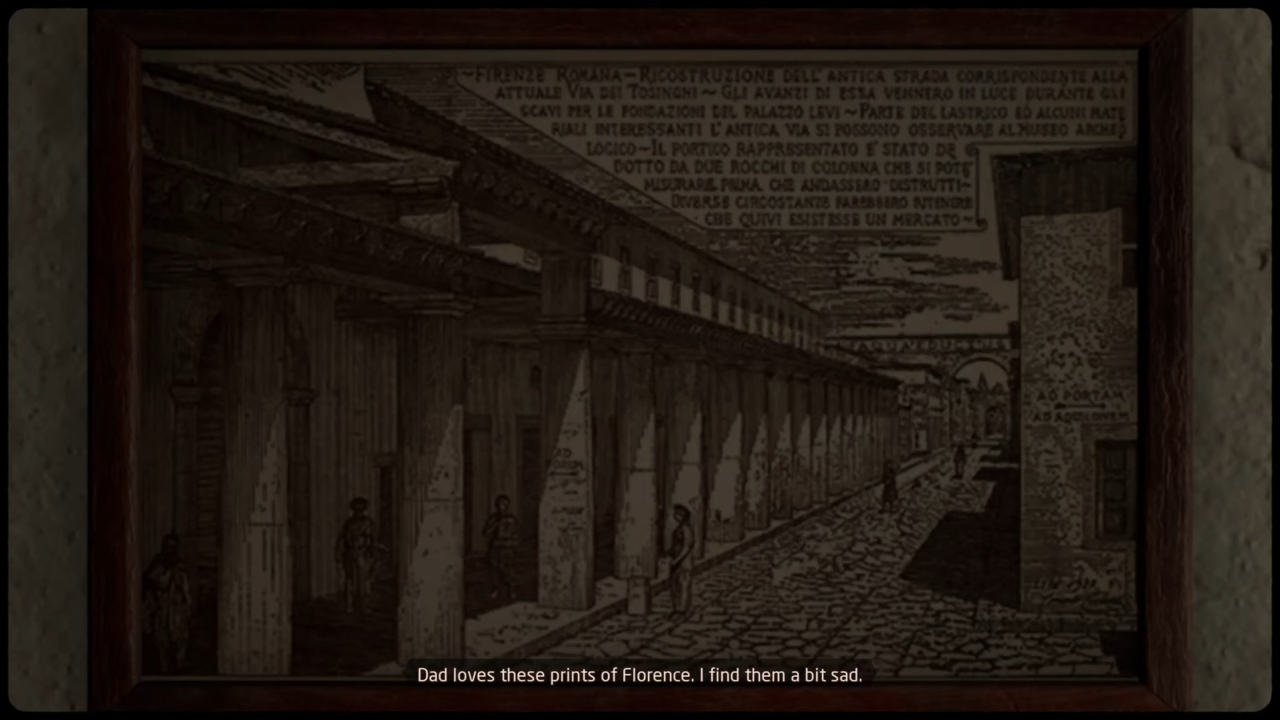 ~FIRENZE ROMANA~RICOSTRUZIONE DELL' ANTICA STRADA CORRISPONDENTE ALLA
ATTUALE VIA DEI TOSINGHI~GLI AVANZI DI ESSA VENNERO IN LUCE DURANTE GLI
SCAVI PER LE FONDAZIONI DEL PALAZZO LEVI~PARTE DEL LASTRICO ED ALCUNI MATE
RIALI INTERESSANTI L'ANTICA VIA SI POSSONO OSSERVARE AL MUSEO ARCHEO
LOGICO~IL PORTICO RAPPRESENTATO E' STATO DE
DOTTO DA DUE ROCCHI DI COLONNA CHE SI POTE
MISURARE PRIMA CHE ANDASSERO DISTRUTTI~
DIVERSE CIRCOSTANTE FAREBBERO RITENERE
CHE QUIVI ESISTESSE UN MERCATO~
AD PORTAM
AD
FORUM
Dad loves these prints of Florence. I find them a bit sad.